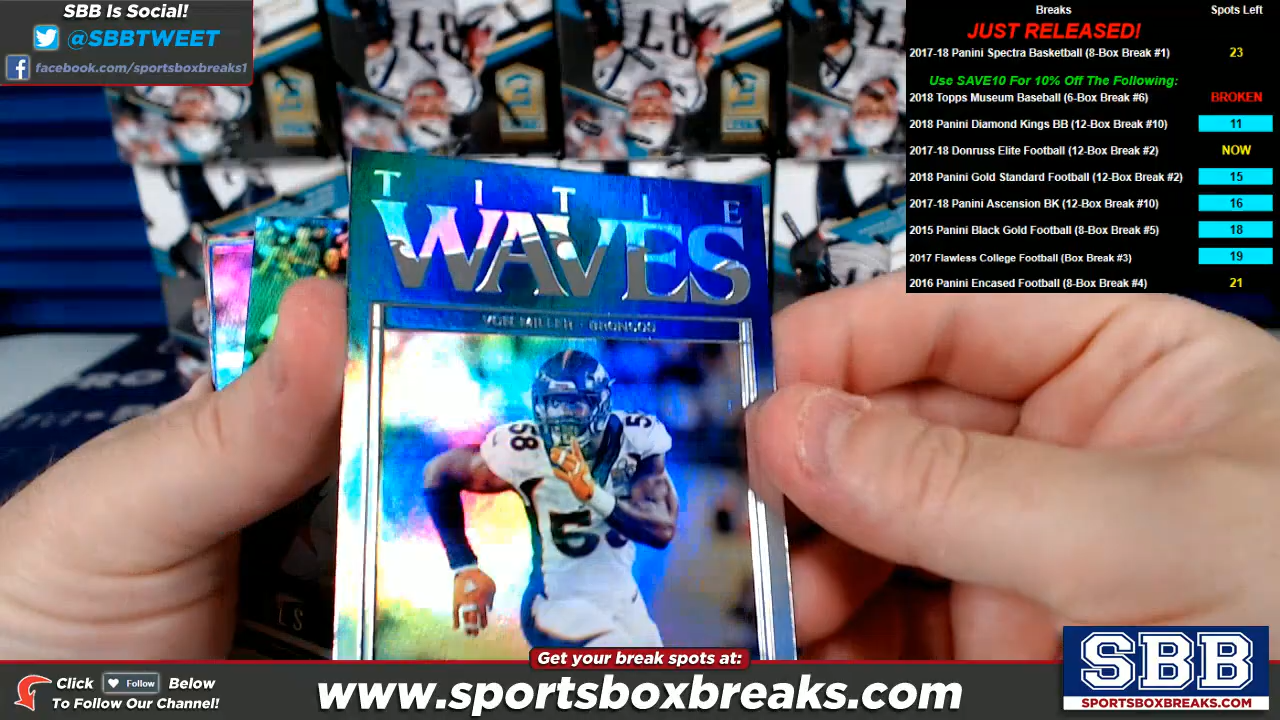 SBB Is Social!
@SBBTWEET
facebook.com/sportsboxbreaks1
Breaks Spots Left
JUST RELEASED!
2017-18 Panini Spectra Basketball (8-Box Break #1) 23
Use SAVE10 For 10% Off The Following:
2018 Topps Museum Baseball (6-Box Break #6) BROKEN
2018 Panini Diamond Kings BB (12-Box Break #10) 11
2017-18 Donruss Elite Football (12-Box Break #2) NOW
2018 Panini Gold Standard Football (12-Box Break #2) 15
2017-18 Panini Ascension BK (12-Box Break #10) 16
2015 Panini Black Gold Football (8-Box Break #5) 18
2017 Flawless College Football (Box Break #3) 19
2016 Panini Encased Football (8-Box Break #4) 21
TITLE
WAVES
VON MILLER - BRONCOS
58
LS
Get your break spots at:
Click Follow Below
To Follow Our Channel!
www.sportsboxbreaks.com
SBB
SPORTSBOXBREAKS.COM